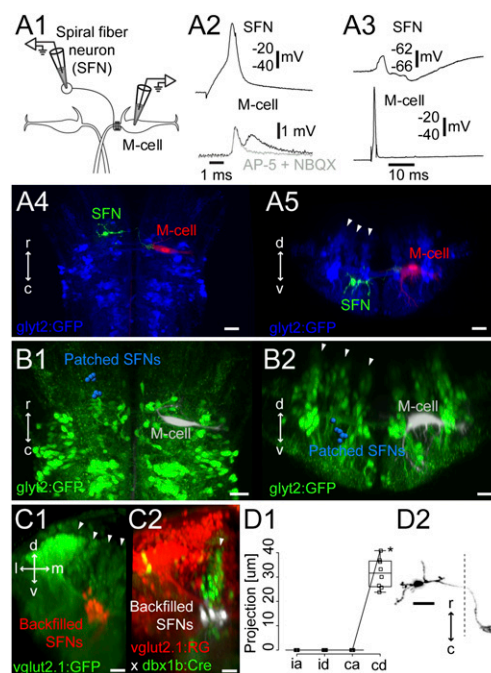 A1
Spiral fiber
neuron
(SFN)
M-cell
A2
SFN
-20
-40
mV
M-cell
1 mV
AP-5 + NBQX
1 ms
A3
SFN
-62
-66
mV
M-cell
-20
-40
mV
10 ms
A4
SFN
M-cell
r
c
glyt2:GFP
A5
M-cell
d
v
SFN
glyt2:GFP
B1
Patched SFNs
r
c
M-cell
glyt2:GFP
B2
d
v
M-cell
Patched SFNs
glyt2:GFP
C1
d
l
m
v
Backfilled
SFNs
vglut2.1:GFP
C2
Backfilled
SFNs
vglut2.1:RG
x dbx1b:Cre
D1
Projection [um]
40
30
20
10
0
*
ia
id
ca
cd
D2
r
c